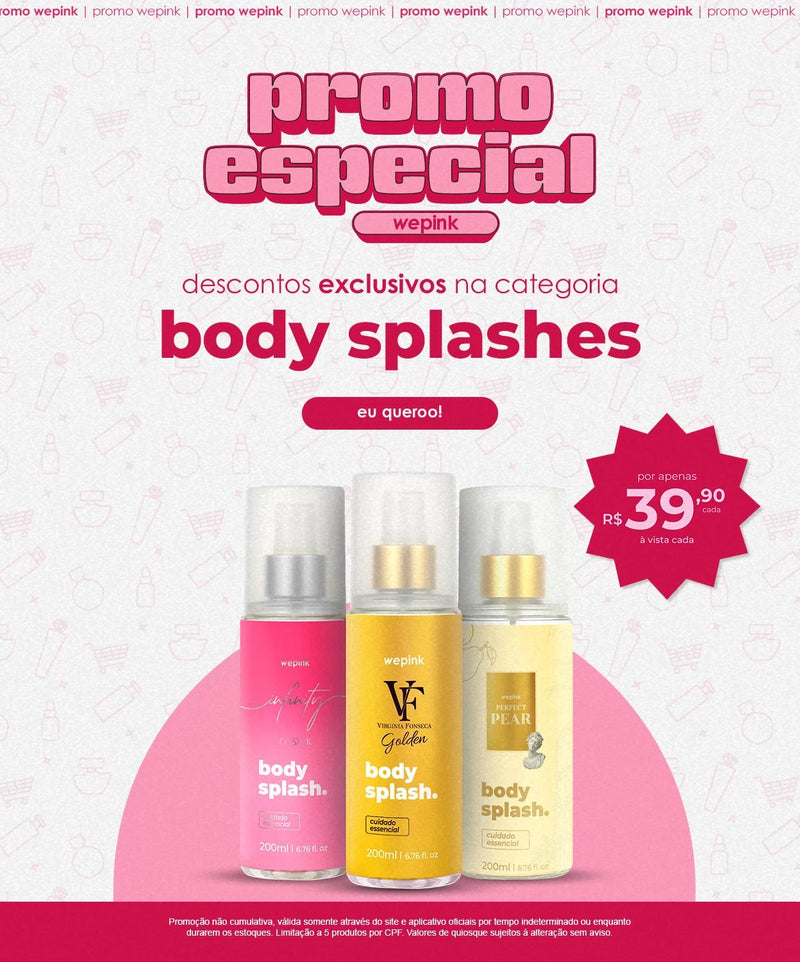 romo wepink | promo wepink | promo wepink | promo wepink | promo wepink | promo wepink | promo wepink | promo wepink
promo
especial
wepink
descontos exclusivos na categoria
body splashes
eu queroo!
por apenas
R$39,90
cada
à vista cada
wepink
infinity
body
splash.
cuidado
essencial
200ml | 6.76 fl. oz
wepink
VF
VIRGINIA FONSECA
Golden
body
splash.
cuidado
essencial
200ml | 6.76 fl. oz
wepink
PERFECT
PEAR
body
splash.
cuidado
essencial
200ml | 6.76 fl. oz
Promoção não cumulativa, válida somente através do site e aplicativo oficiais por tempo indeterminado ou enquanto
durarem os estoques. Limitação a 5 produtos por CPF. Valores de quiosque sujeitos à alteração sem aviso.